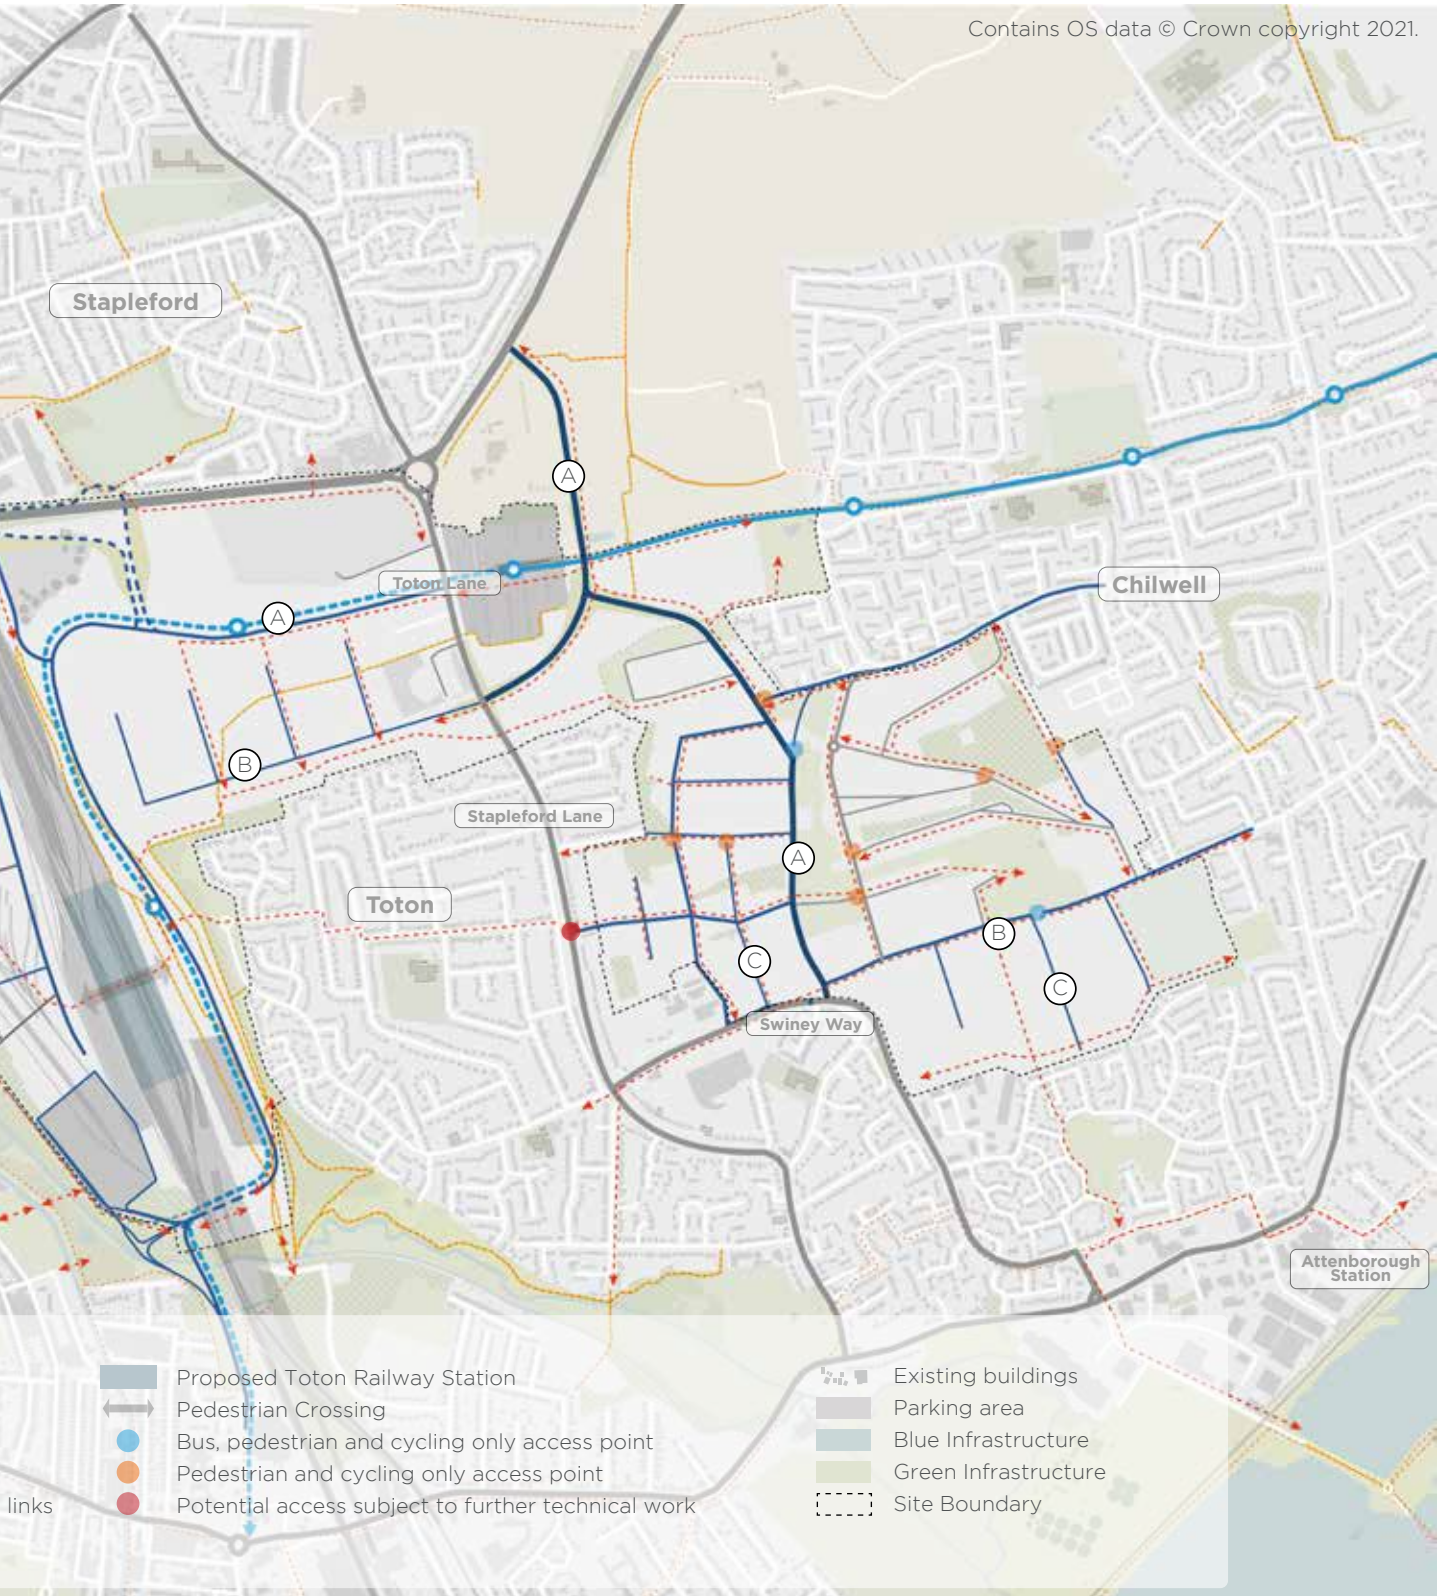 Contains OS data © Crown copyright 2021.
Stapleford
A
Toton Lane
Chilwell
A
B
Stapleford Lane
A
Toton
B
C
C
Swiney Way
Attenborough
Station
Proposed Toton Railway Station
Pedestrian Crossing
Bus, pedestrian and cycling only access point
Pedestrian and cycling only access point
links
Potential access subject to further technical work
Existing buildings
Parking area
Blue Infrastructure
Green Infrastructure
Site Boundary